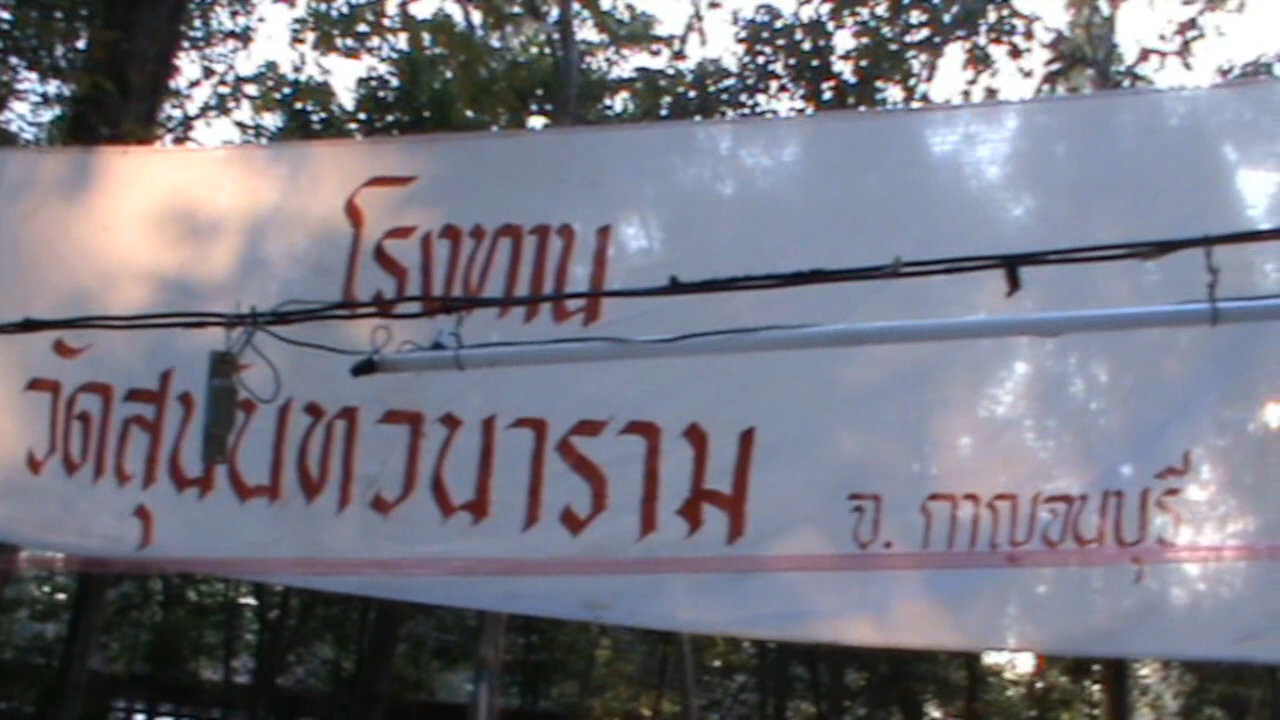 โรงทาน
วัดสุนันทวนาราม
จ. กาญจนบุรี